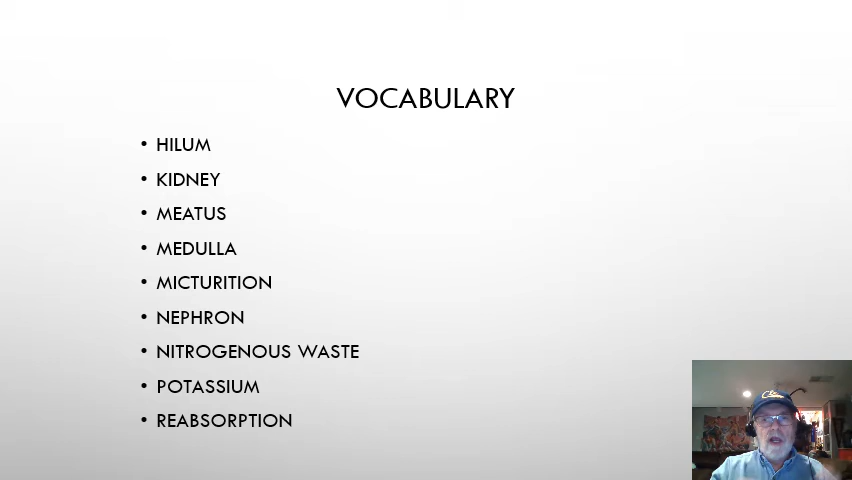 VOCABULARY
• HILUM
• KIDNEY
• MEATUS
• MEDULLA
• MICTURITION
• NEPHRON
• NITROGENOUS WASTE
• POTASSIUM
• REABSORPTION